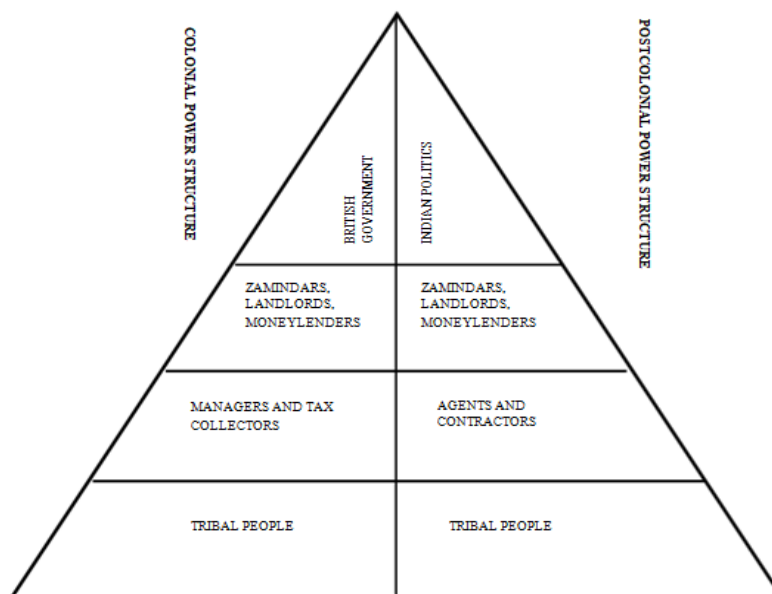 COLONIAL POWER STRUCTURE
POSTCOLONIAL POWER STRUCTURE
BRITISH
GOVERNMENT
INDIAN POLITICS
ZAMINDARS,
LANDLORDS,
MONEYLENDERS
ZAMINDARS,
LANDLORDS,
MONEYLENDERS
MANAGERS AND TAX
COLLECTORS
AGENTS AND
CONTRACTORS
TRIBAL PEOPLE
TRIBAL PEOPLE